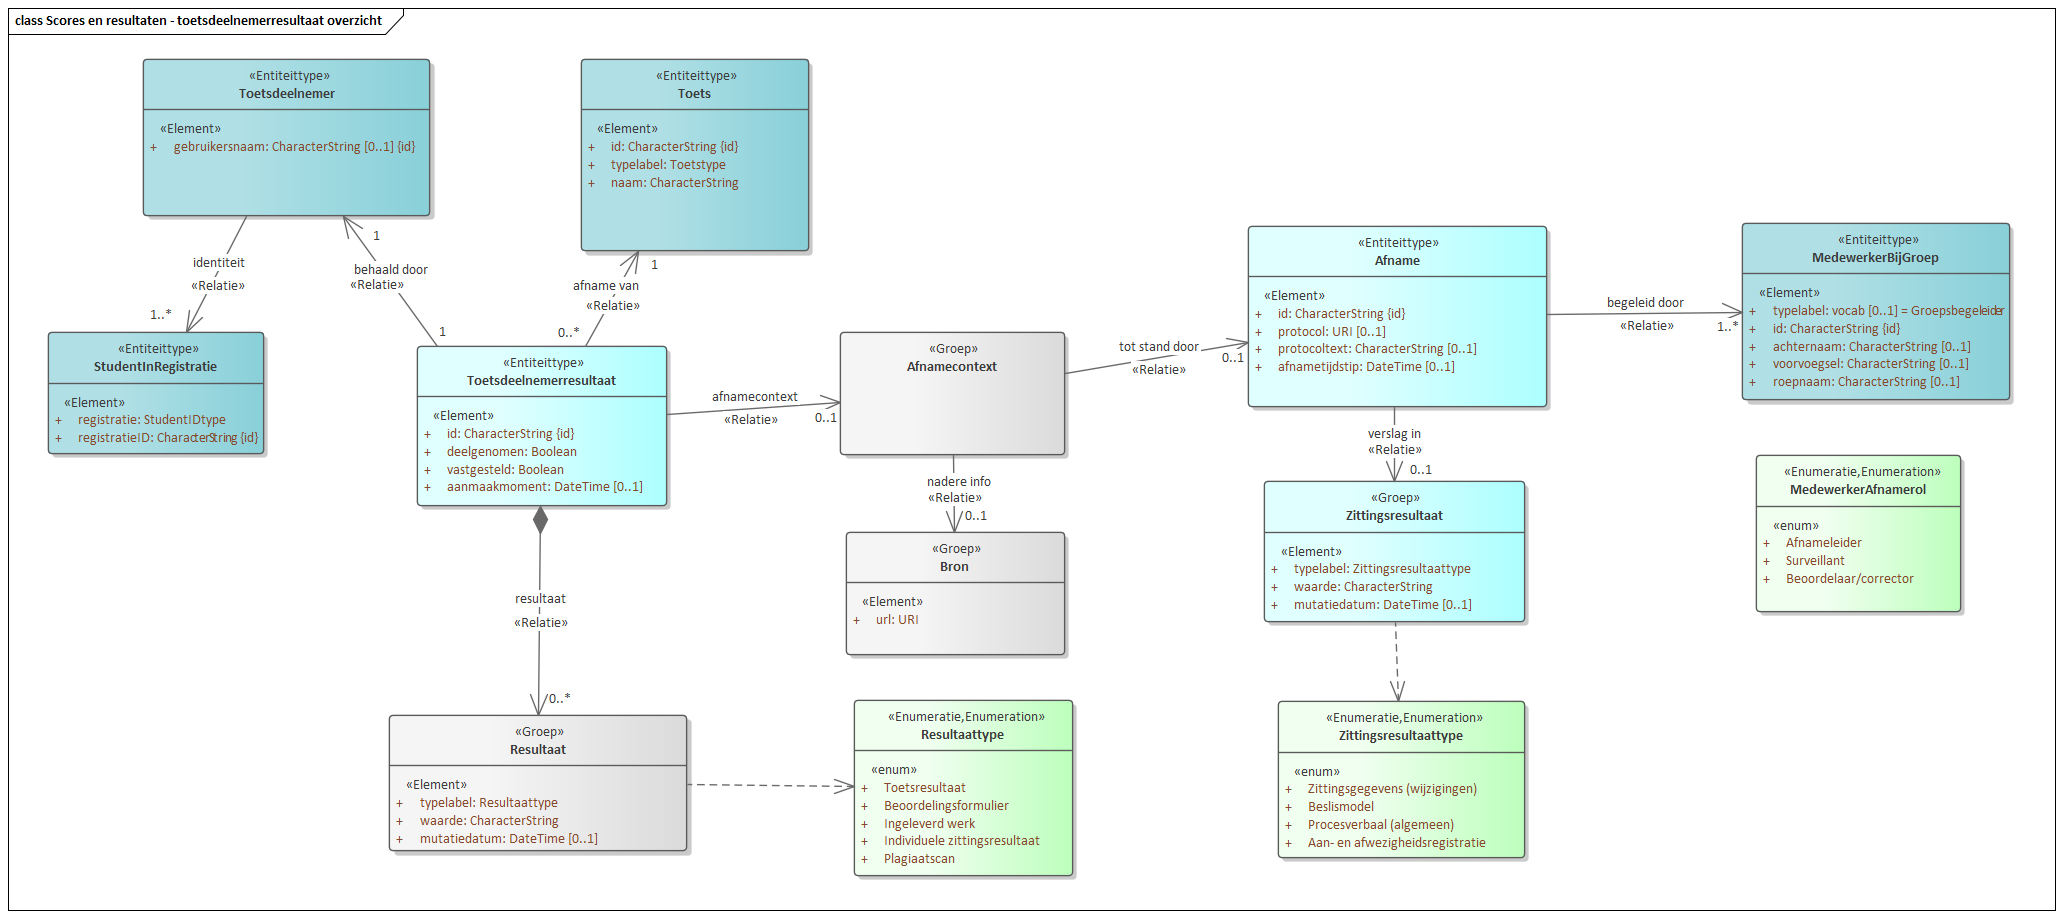 class Scores en resultaten - toetsdeelnemerresultaat overzicht
«Entiteittype»
Toetsdeelnemer
«Element»
+ gebruikersnaam: CharacterString [0..1] {id}
«Entiteittype»
Toets
«Element»
+ id: CharacterString {id}
+ typelabel: Toetstype
+ naam: CharacterString
identiteit
«Relatie»
1..*
1
behaald door
«Relatie»
1
1
afname van
«Relatie»
0..*
«Entiteittype»
StudentInRegistratie
«Element»
+ registratie: StudentIDtype
+ registratieID: CharacterString {id}
«Entiteittype»
Toetsdeelnemerresultaat
«Element»
+ id: CharacterString {id}
+ deelgenomen: Boolean
+ vastgesteld: Boolean
+ aanmaakmoment: DateTime [0..1]
afnamecontext
«Relatie»
0..1
«Groep»
Afnamecontext
tot stand door
«Relatie»
0..1
«Entiteittype»
Afname
«Element»
+ id: CharacterString {id}
+ protocol: URI [0..1]
+ protocoltext: CharacterString [0..1]
+ afnametijdstip: DateTime [0..1]
begeleid door
«Relatie»
1..*
«Entiteittype»
MedewerkerBijGroep
«Element»
+ typelabel: vocab [0..1] = Groepsbegeleider
+ id: CharacterString {id}
+ achternaam: CharacterString [0..1]
+ voorvoegsel: CharacterString [0..1]
+ roepnaam: CharacterString [0..1]
nadere info
«Relatie»
0..1
«Groep»
Bron
«Element»
+ url: URI
verslag in
«Relatie»
0..1
«Groep»
Zittingsresultaat
«Element»
+ typelabel: Zittingsresultaattype
+ waarde: CharacterString
+ mutatiedatum: DateTime [0..1]
«Enumeratie,Enumeration»
MedewerkerAfnamerol
«enum»
+ Afnameleider
+ Surveillant
+ Beoordelaar/corrector
resultaat
«Relatie»
0..*
«Groep»
Resultaat
«Element»
+ typelabel: Resultaattype
+ waarde: CharacterString
+ mutatiedatum: DateTime [0..1]
«Enumeratie,Enumeration»
Resultaattype
«enum»
+ Toetsresultaat
+ Beoordelingsformulier
+ Ingeleverd werk
+ Individuele zittingsresultaat
+ Plagiaatscan
«Enumeratie,Enumeration»
Zittingsresultaattype
«enum»
+ Zittingsgegevens (wijzigingen)
+ Beslismodel
+ Procesverbaal (algemeen)
+ Aan- en afwezigheidsregistratie